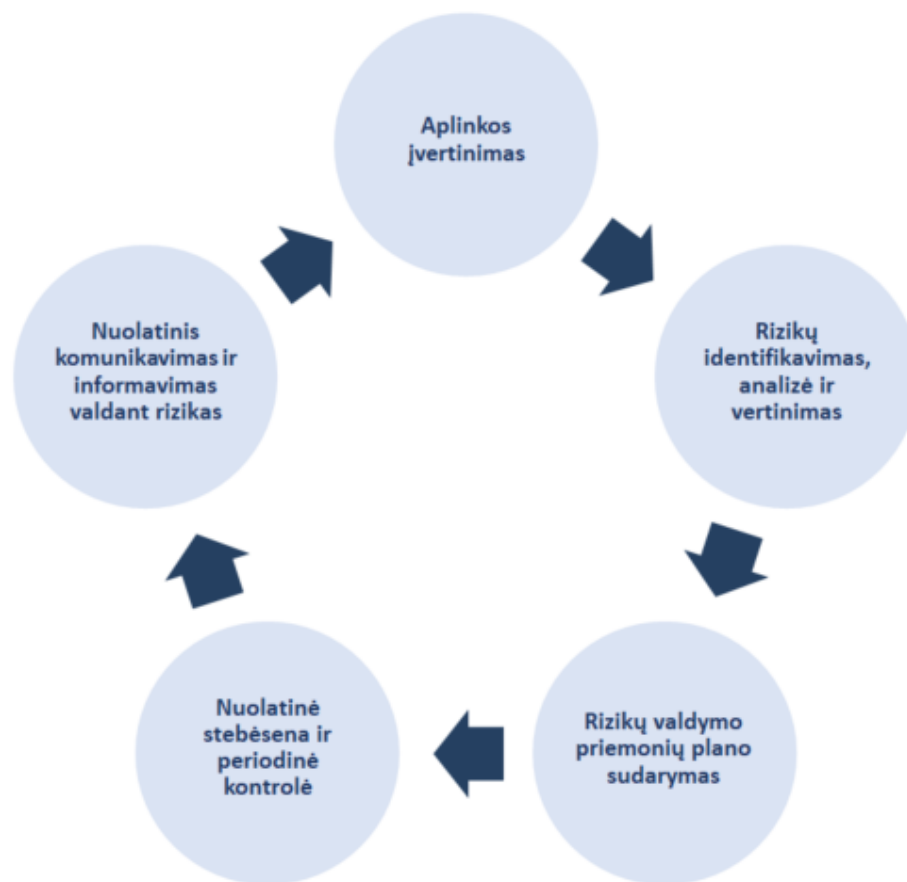 Aplinkos
įvertinimas
Rizikų
identifikavimas,
analizė ir
vertinimas
Rizikų valdymo
priemonių plano
sudarymas
Nuolatinė
stebėsena ir
periodinė
kontrolė
Nuolatinis
komunikavimas ir
informavimas
valdant rizikas